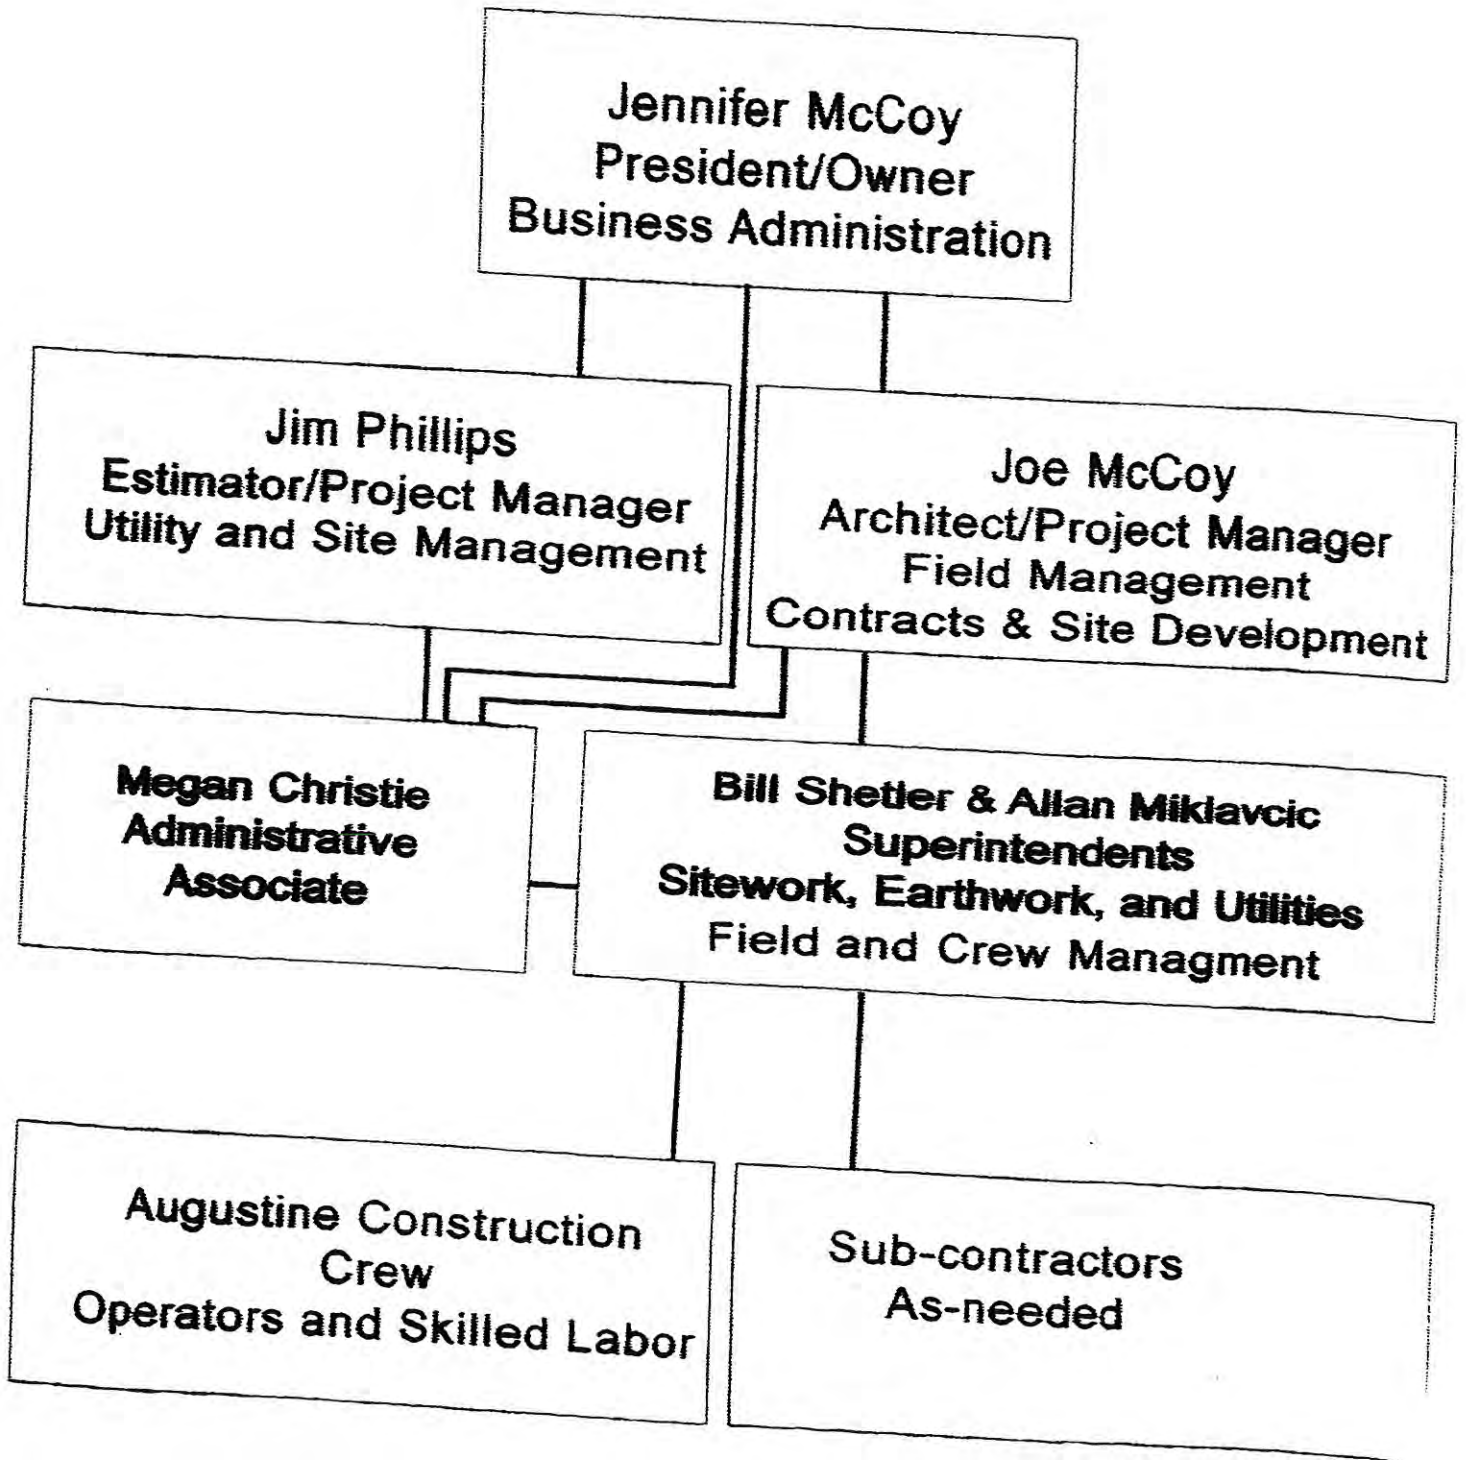 Jennifer McCoy
President/Owner
Business Administration
Jim Phillips
Estimator/Project Manager
Utility and Site Management
Joe McCoy
Architect/Project Manager
Field Management
Contracts & Site Development
Megan Christie
Administrative
Associate
Bill Shetler & Allan Miklavcic
Superintendents
Sitework, Earthwork, and Utilities
Field and Crew Managment
Augustine Construction
Crew
Operators and Skilled Labor
Sub-contractors
As-needed